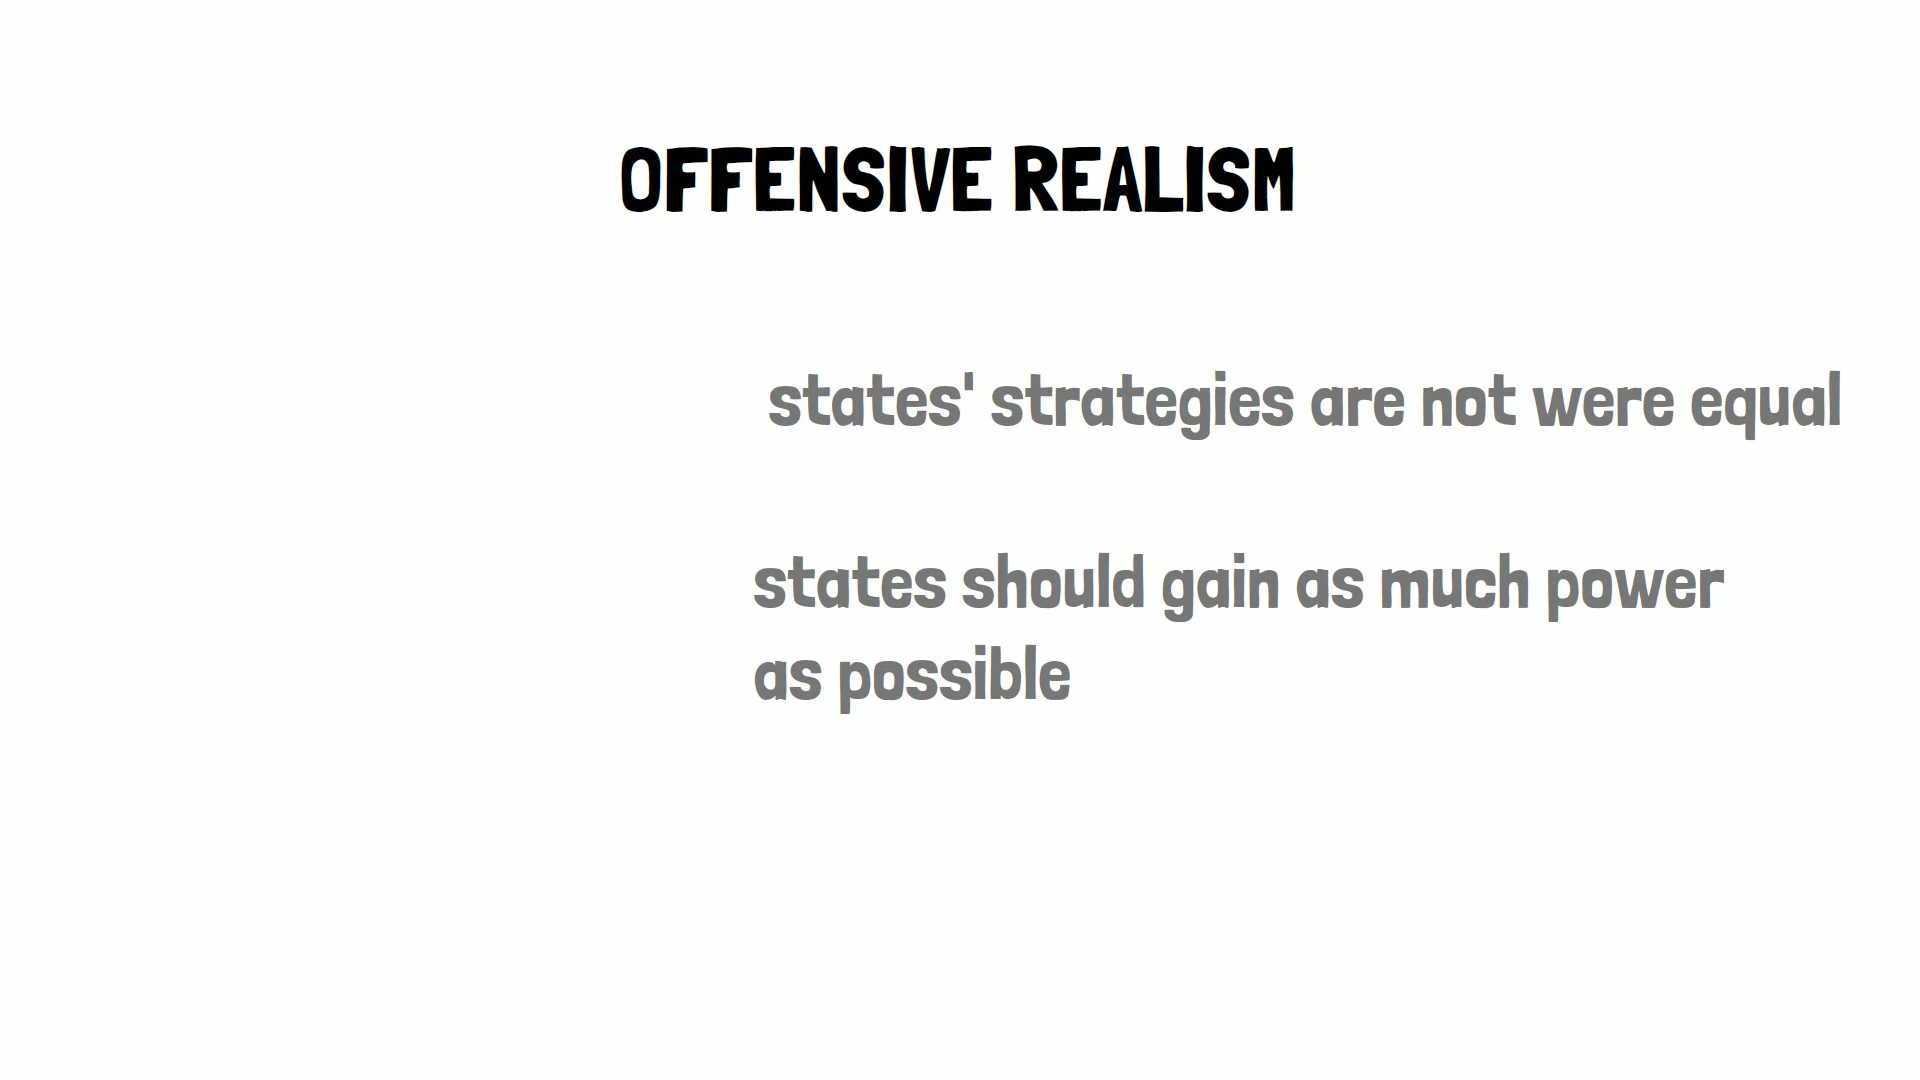 OFFENSIVE REALISM
states' strategies are not were equal
states should gain as much power
as possible